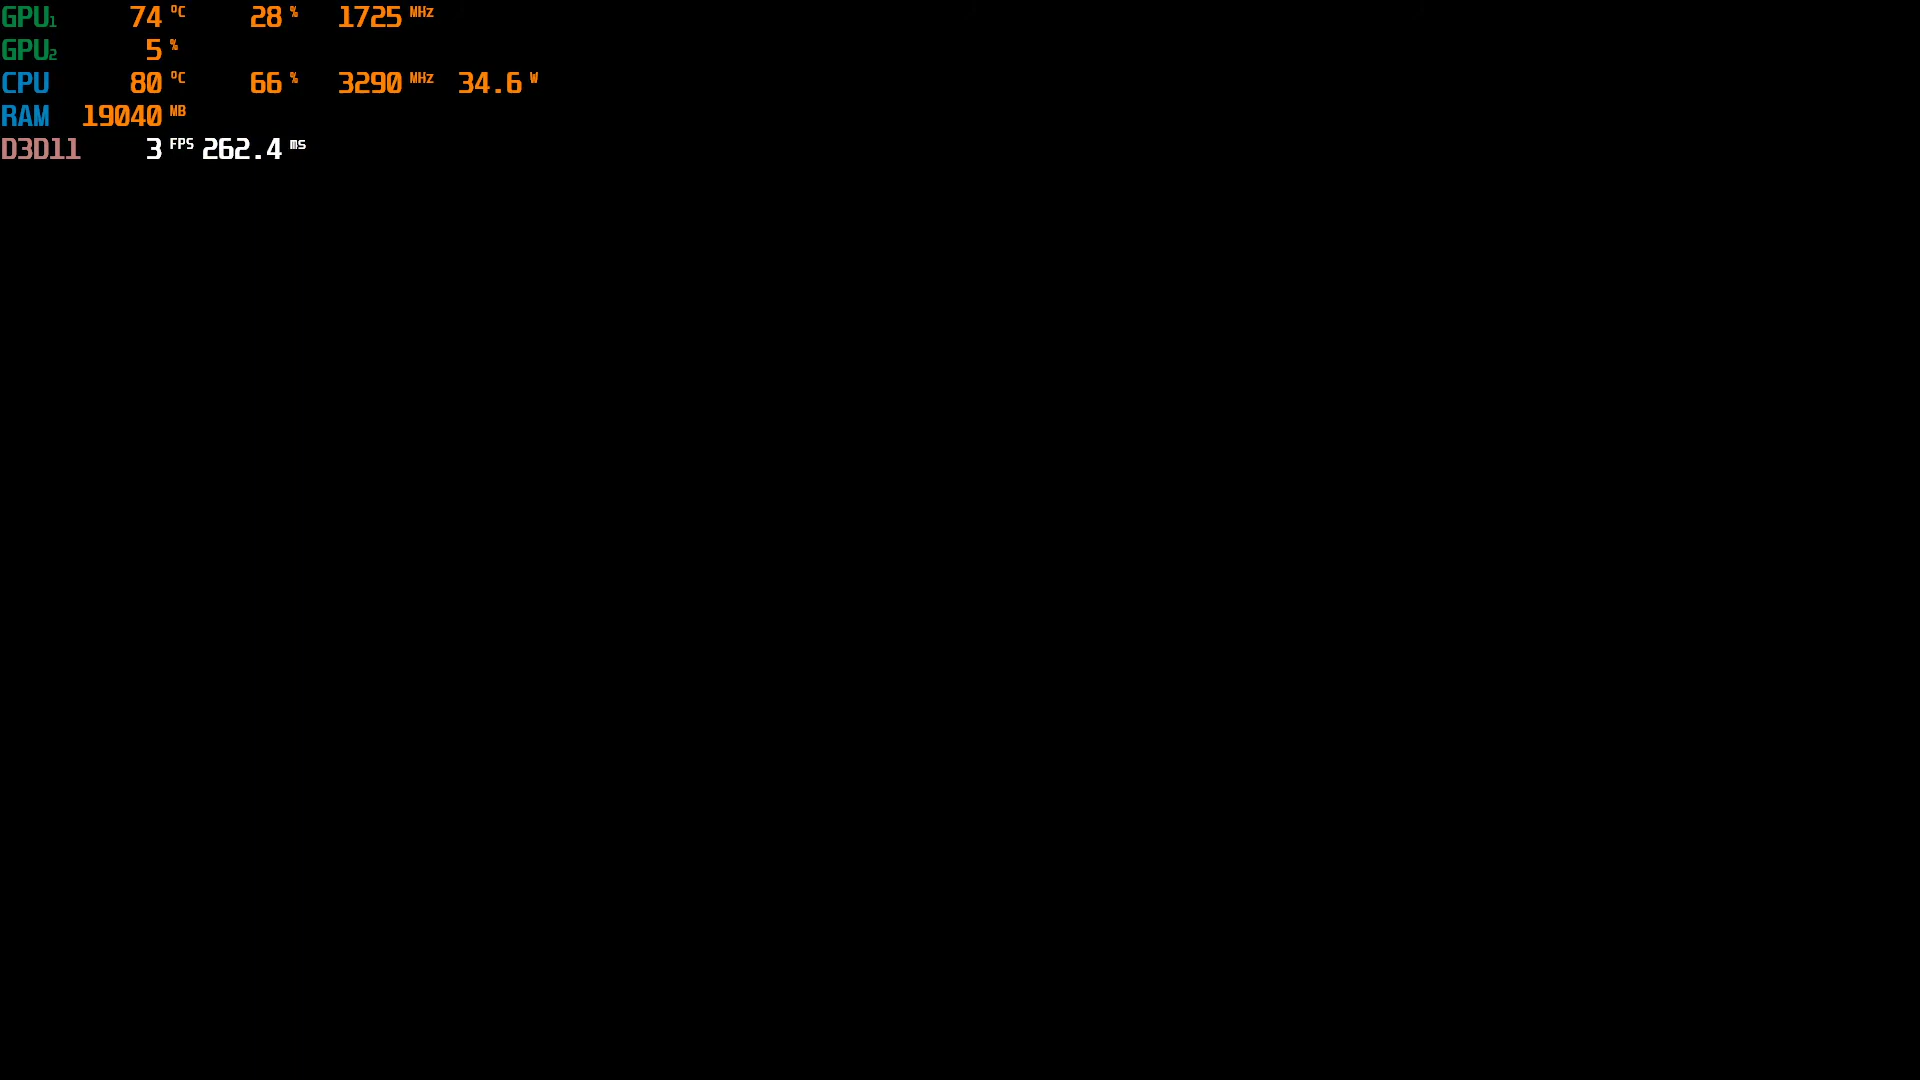 GPU1 74 °C 28 % 1725 MHz
GPU2 5 %
CPU 80 °C 66 % 3290 MHz 34.6 W
RAM 19040 MB
D3D11 3 FPS 262.4 ms